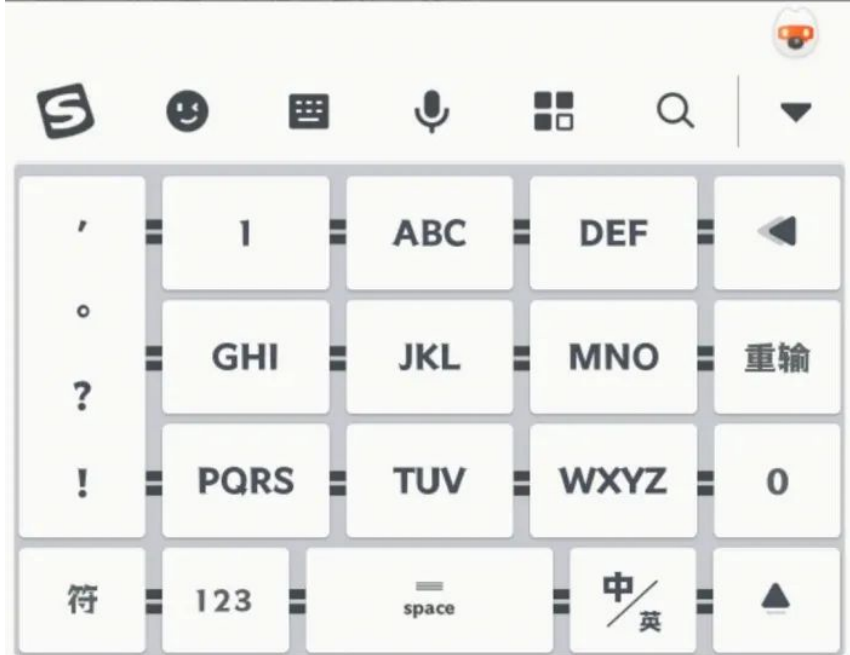 S
′
1
ABC
DEF
。
GHI
JKL
MNO
重输
?
!
PQRS
TUV
WXYZ
0
符
123
space
中/英